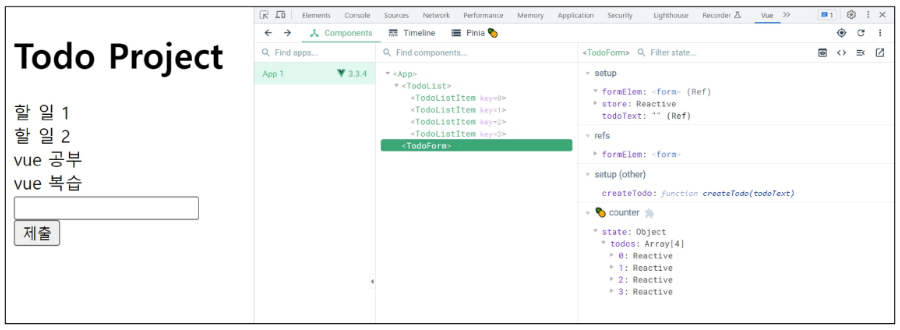 Todo Project
할 일 1
할 일 2
vue 공부
vue 복습
제출
Elements Console Sources Network Performance Memory Application Security Lighthouse Recorder Vue >> 1
Components Timeline Pinia
Find apps...
App 1 3.3.4
Find components...
<App>
<TodoList>
<TodoListItem key=0>
<TodoListItem key=1>
<TodoListItem key=2>
<TodoListItem key=3>
<TodoForm>
<TodoForm> Filter state...
setup
formElem: <form> (Ref)
store: Reactive
todoText: "" (Ref)
refs
formElem: <form>
setup (other)
createTodo: function createTodo(todoText)
counter
state: Object
todos: Array[4]
0: Reactive
1: Reactive
2: Reactive
3: Reactive